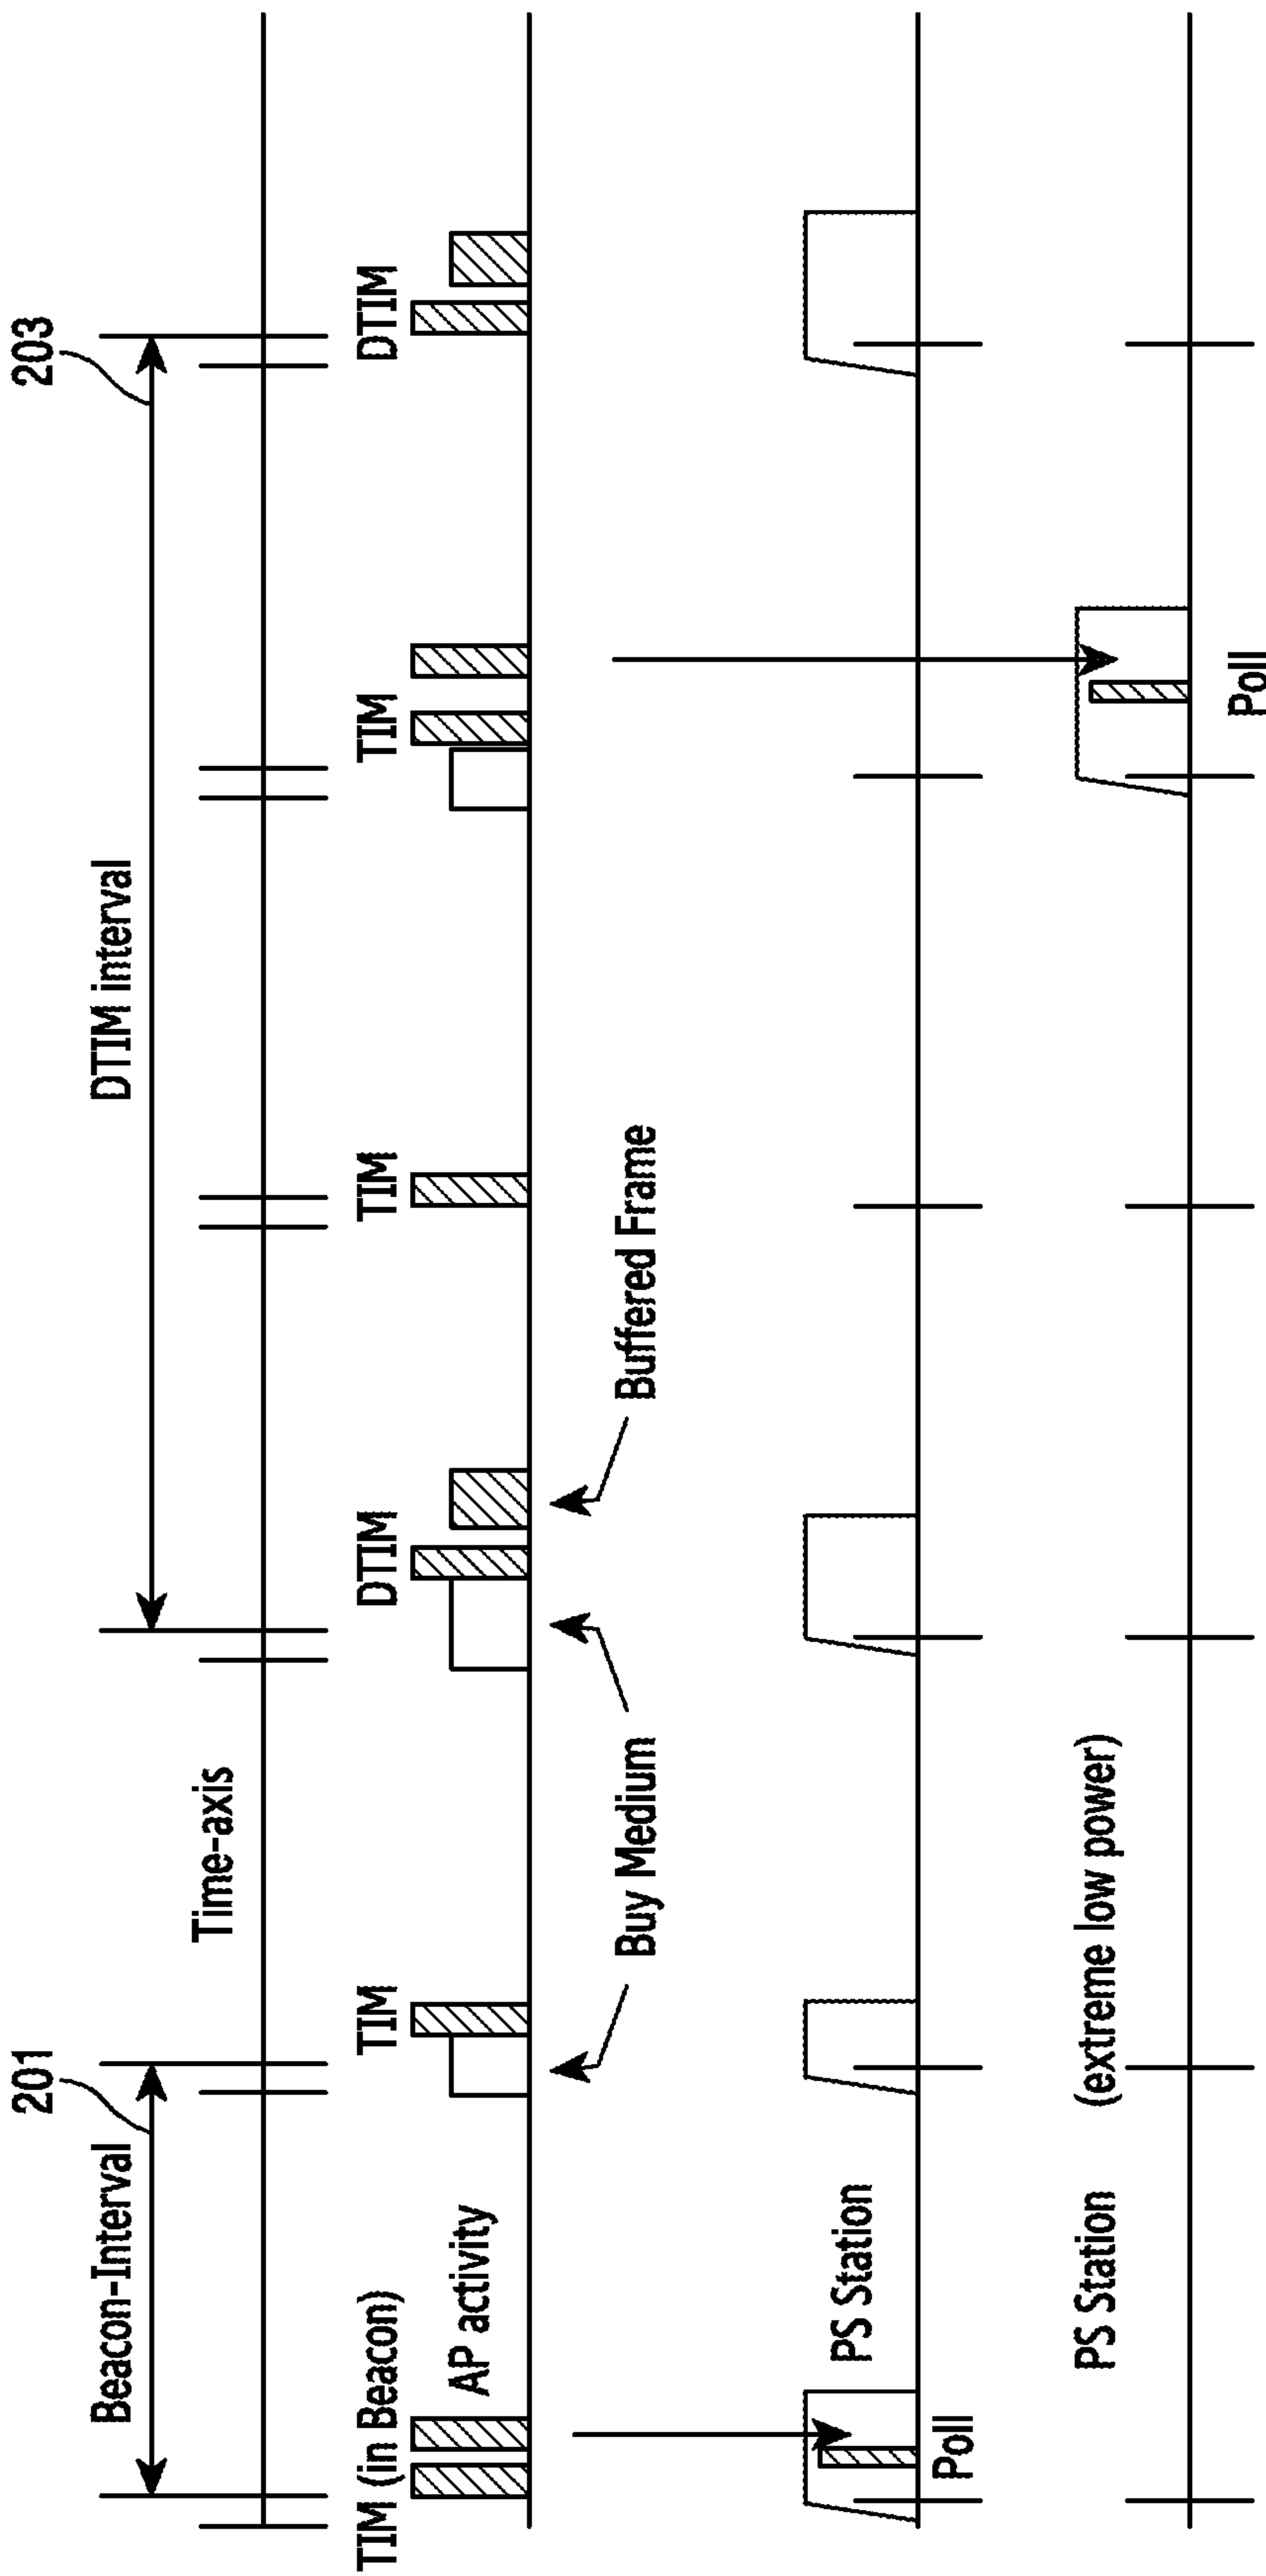 201
203
Beacon-Interval
DTIM interval
Time-axis
TIM (in Beacon)
TIM
DTIM
TIM
TIM
DTIM
AP activity
Buy Medium
Buffered Frame
PS Station
Poll
PS Station
(extreme low power)
Poll